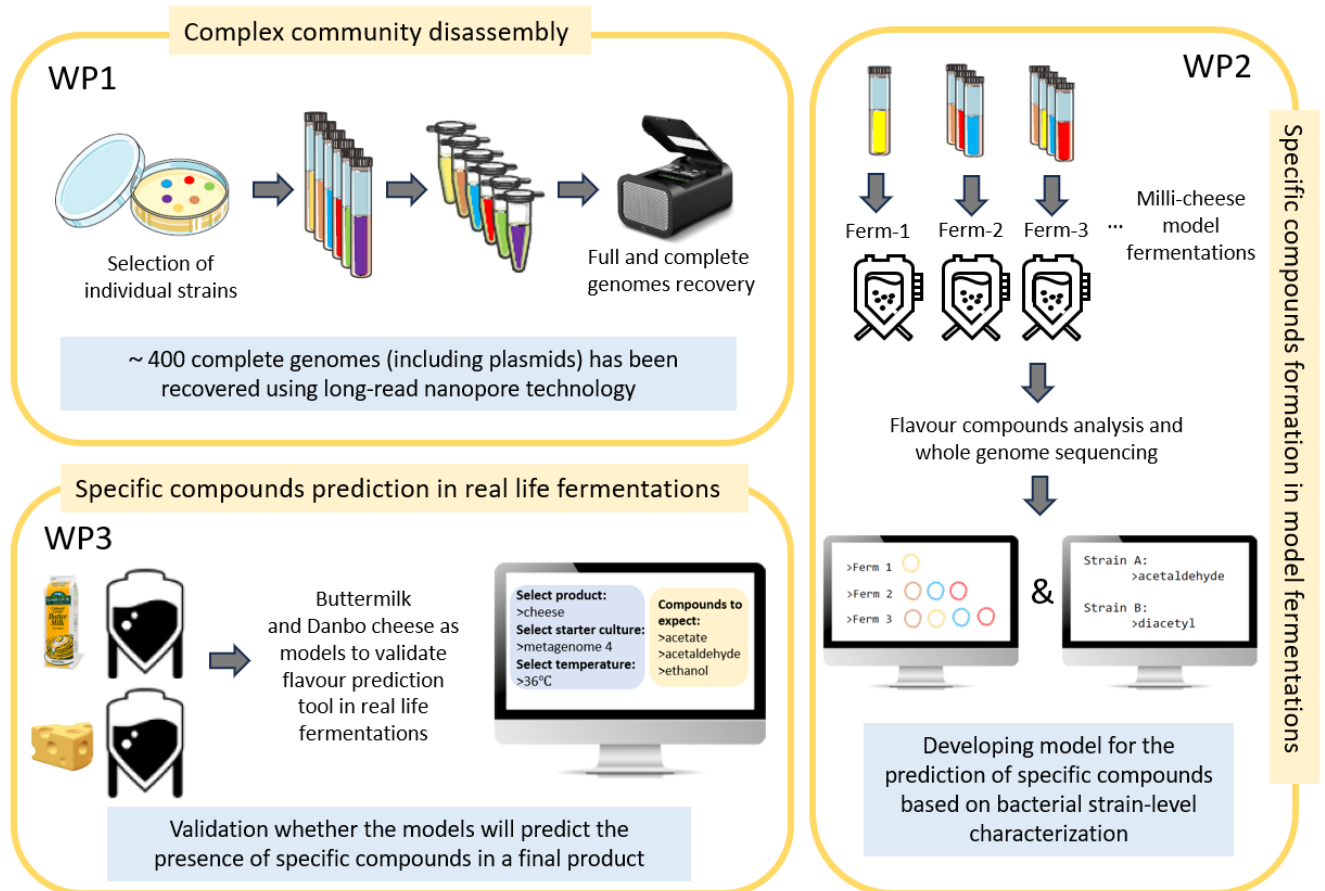 Complex community disassembly
WP1
Selection of
individual strains
Full and complete
genomes recovery
~ 400 complete genomes (including plasmids) has been
recovered using long-read nanopore technology
WP2
Ferm-1
Ferm-2
Ferm-3
...
Milli-cheese
model
fermentations
Flavour compounds analysis and
whole genome sequencing
>Ferm 1
>Ferm 2
>Ferm 3
&
Strain A:
>acetaldehyde
Strain B:
>diacetyl
Developing model for the
prediction of specific compounds
based on bacterial strain-level
characterization
Specific compounds formation in model fermentations
Specific compounds prediction in real life fermentations
WP3
Butter
Milk
Buttermilk
and Danbo cheese as
models to validate
flavour prediction
tool in real life
fermentations
Select product:
>cheese
Select starter culture:
>metagenome 4
Select temperature:
>36°C
Compounds to
expect:
>acetate
>acetaldehyde
>ethanol
Validation whether the models will predict the
presence of specific compounds in a final product